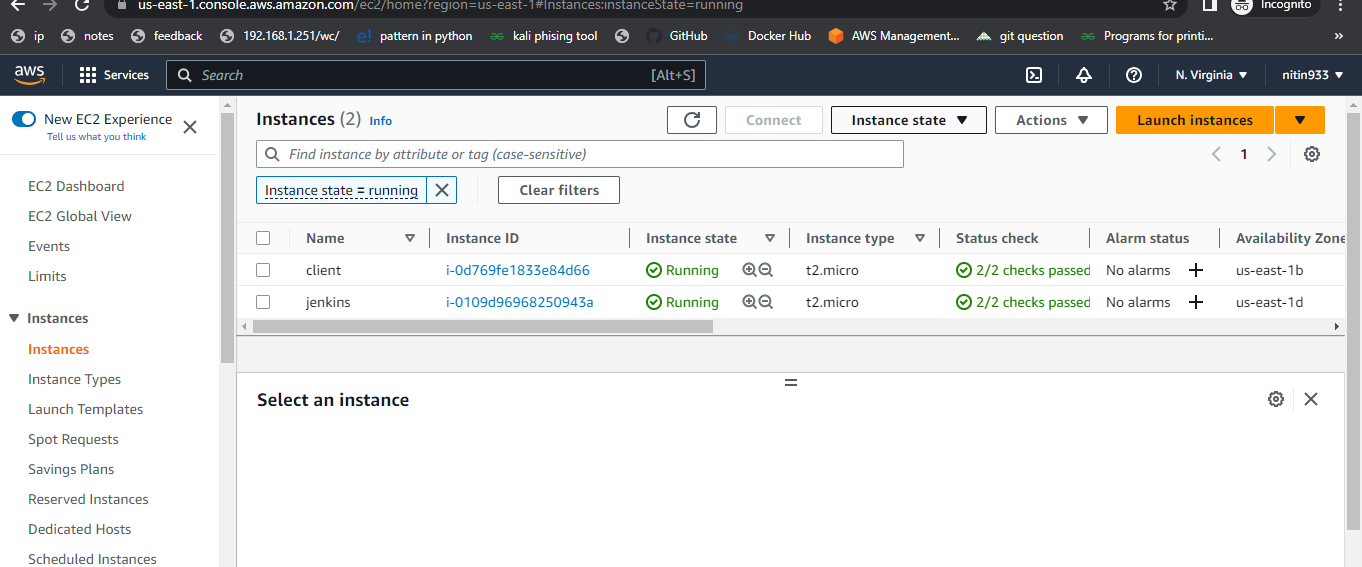 us-east-1.console.aws.amazon.com/ec2/home?region=us-east-1#Instances:instanceState=running
Incognito
ip notes feedback 192.168.1.251/wc/ e! pattern in python kali phising tool GitHub Docker Hub AWS Management... git question Programs for printi... »
aws Services Search [Alt+S] N. Virginia nitin933
New EC2 Experience
Tell us what you think
EC2 Dashboard
EC2 Global View
Events
Limits
Instances
Instances
Instance Types
Launch Templates
Spot Requests
Savings Plans
Reserved Instances
Dedicated Hosts
Scheduled Instances
Instances (2) Info
Connect Instance state Actions Launch instances
Find instance by attribute or tag (case-sensitive)
1
Instance state = running Clear filters
Name Instance ID Instance state Instance type Status check Alarm status Availability Zone
client i-0d769fe1833e84d66 Running t2.micro 2/2 checks passed No alarms + us-east-1b
jenkins i-0109d96968250943a Running t2.micro 2/2 checks passed No alarms + us-east-1d
Select an instance